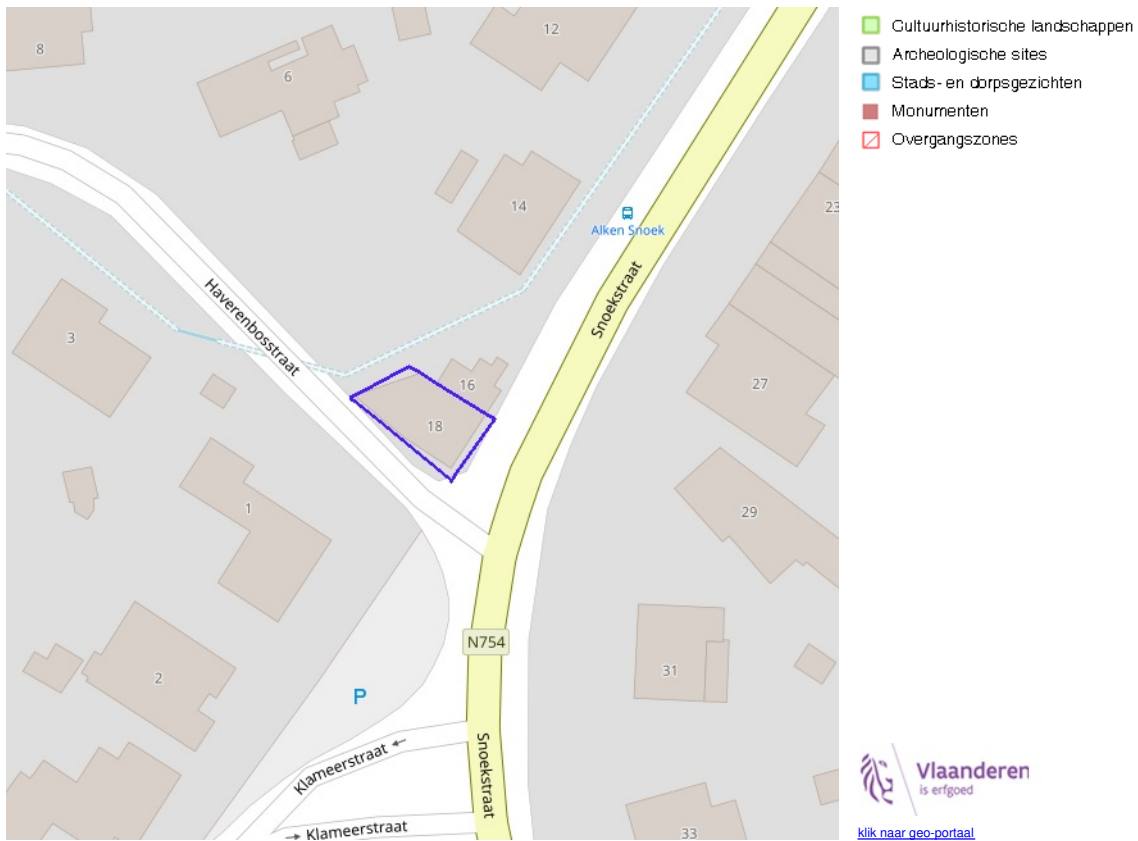 8
12
6
14
Alken Snoek
23
Snoekstraat
Haverenbosstraat
3
16
18
27
1
29
N754
2
31
P
Klameerstraat ←
Snoekstraat
→ Klameerstraat
33
Cultuurhistorische landschappen
Archeologische sites
Stads- en dorpsgezichten
Monumenten
Overgangszones
Vlaanderen
is erfgoed
klik naar geo-portaal